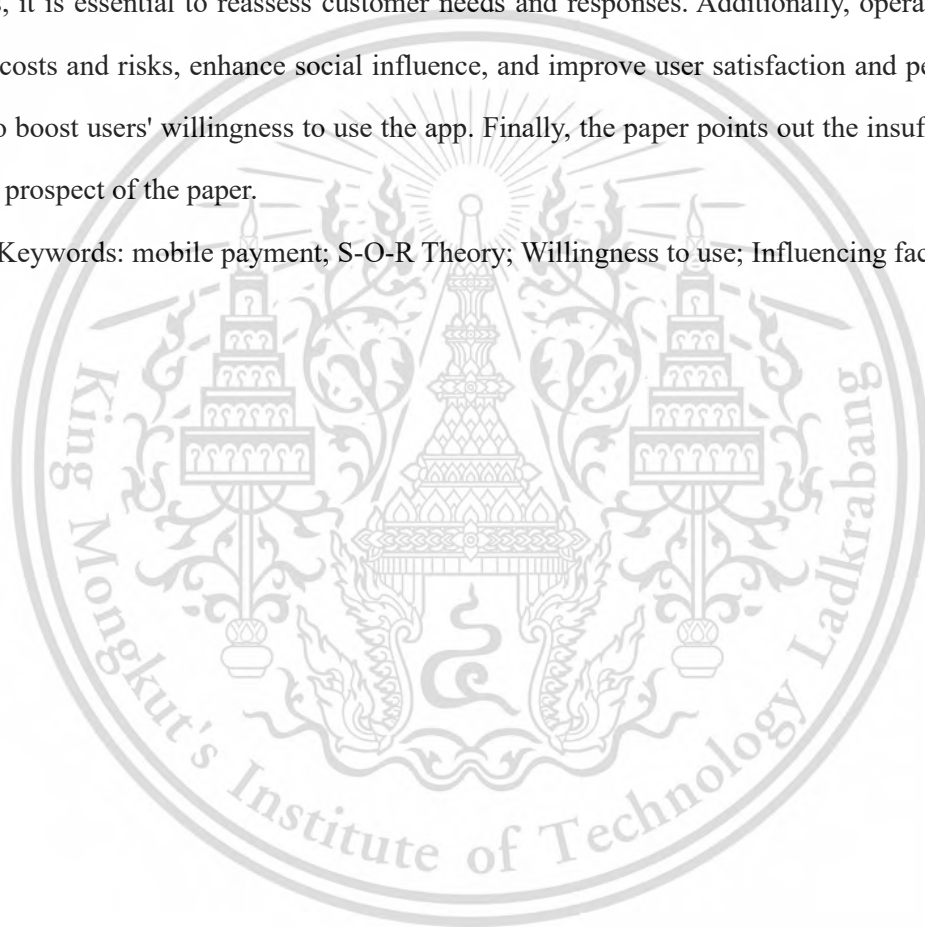 s, it is essential to reassess customer needs and responses. Additionally, opera
costs and risks, enhance social influence, and improve user satisfaction and pe
o boost users' willingness to use the app. Finally, the paper points out the insuf
prospect of the paper.
Keywords: mobile payment; S-O-R Theory; Willingness to use; Influencing fac
King Mongkut's Institute of Technology Ladkrabang